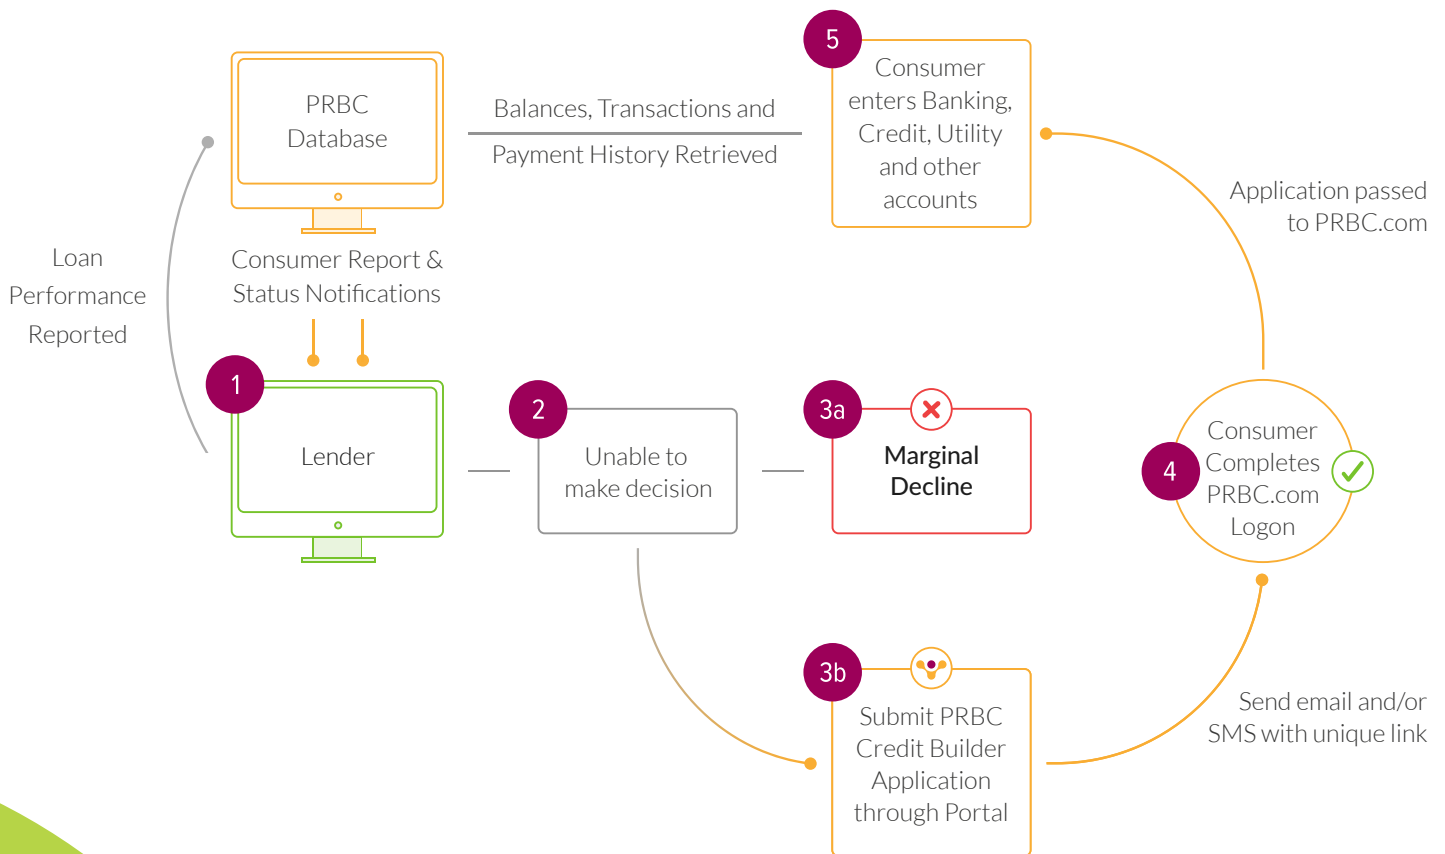 5
Consumer
enters Banking,
Credit, Utility
and other
accounts
PRBC
Database
Balances, Transactions and
Payment History Retrieved
Application passed
to PRBC.com
Loan
Performance
Reported
Consumer Report &
Status Notifications
1
Lender
2
Unable to
make decision
3a
Marginal
Decline
4
Consumer
Completes
PRBC.com
Logon
3b
Submit PRBC
Credit Builder
Application
through Portal
Send email and/or
SMS with unique link